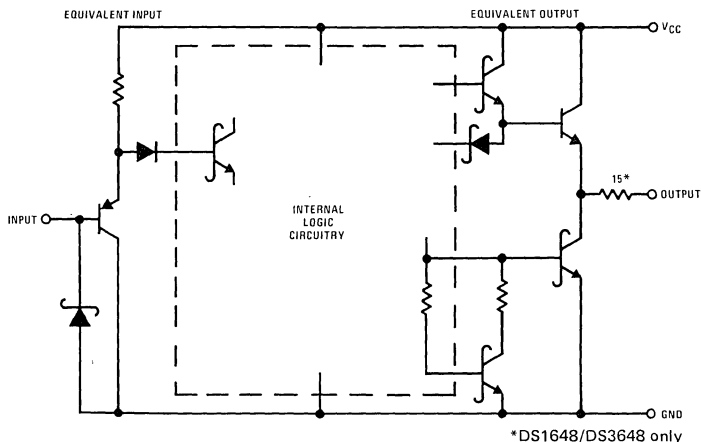 EQUIVALENT INPUT
EQUIVALENT OUTPUT
VCC
15*
OUTPUT
INPUT
INTERNAL
LOGIC
CIRCUITRY
GND
*DS1648/DS3648 only